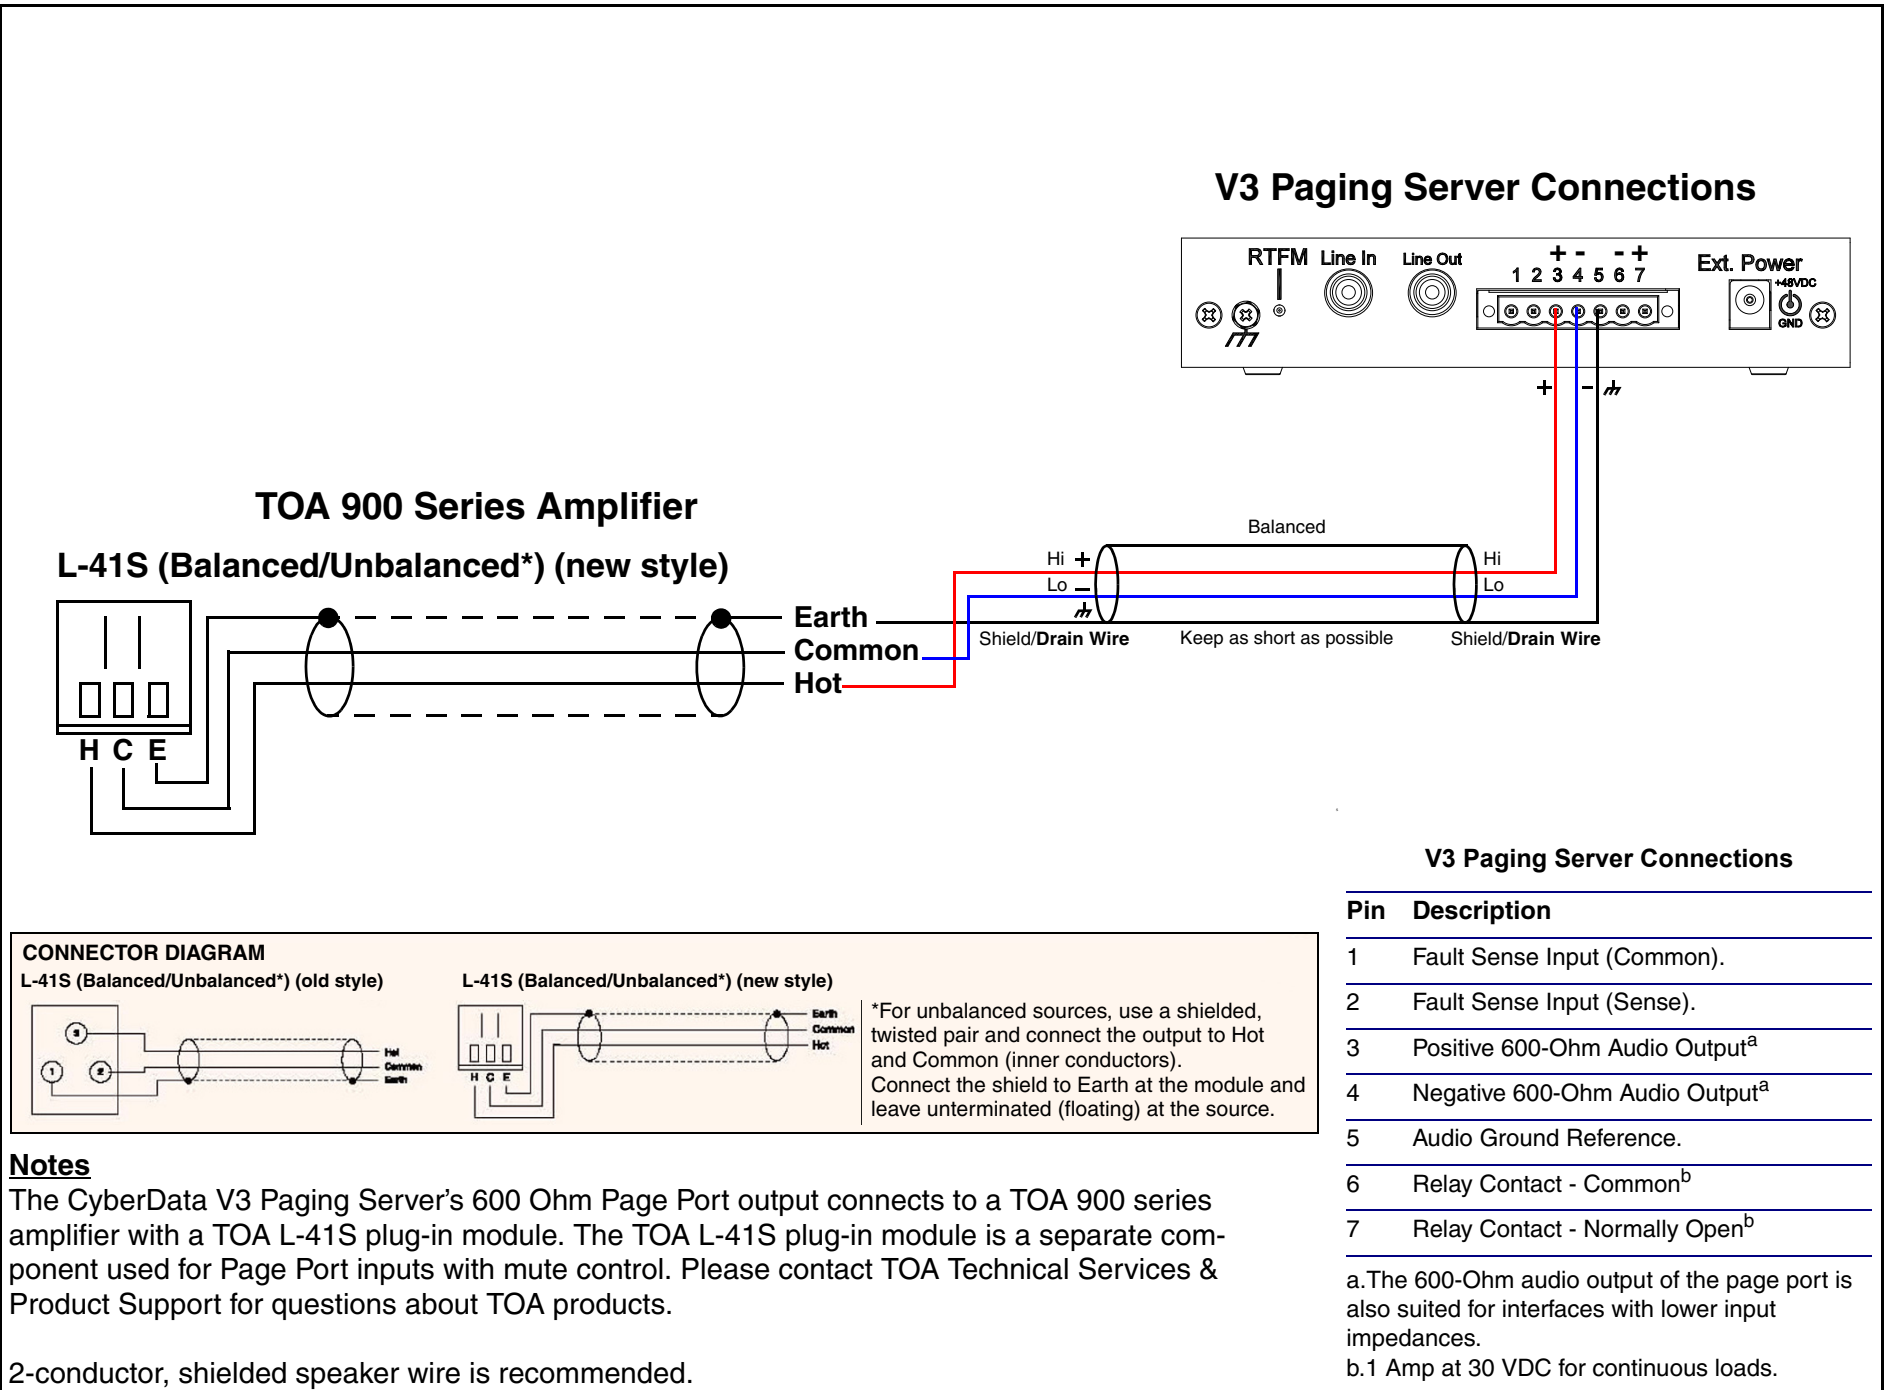 V3 Paging Server Connections
RTFM
Line In
Line Out
+ - - +
1 2 3 4 5 6 7
Ext. Power
+48VDC
GND
+ -
TOA 900 Series Amplifier
L-41S (Balanced/Unbalanced*) (new style)
H C E
Earth
Common
Hot
Balanced
Hi +
Lo -
Hi
Lo
Shield/Drain Wire
Keep as short as possible
Shield/Drain Wire
V3 Paging Server Connections
Pin Description
1 Fault Sense Input (Common).
2 Fault Sense Input (Sense).
3 Positive 600-Ohm Audio Outputa
4 Negative 600-Ohm Audio Outputa
5 Audio Ground Reference.
6 Relay Contact - Commonb
7 Relay Contact - Normally Openb
a.The 600-Ohm audio output of the page port is
also suited for interfaces with lower input
impedances.
b.1 Amp at 30 VDC for continuous loads.
CONNECTOR DIAGRAM
L-41S (Balanced/Unbalanced*) (old style)
3
1
2
Hot
Common
Earth
L-41S (Balanced/Unbalanced*) (new style)
H C E
Earth
Common
Hot
*For unbalanced sources, use a shielded,
twisted pair and connect the output to Hot
and Common (inner conductors).
Connect the shield to Earth at the module and
leave unterminated (floating) at the source.
Notes
The CyberData V3 Paging Server’s 600 Ohm Page Port output connects to a TOA 900 series
amplifier with a TOA L-41S plug-in module. The TOA L-41S plug-in module is a separate com-
ponent used for Page Port inputs with mute control. Please contact TOA Technical Services &
Product Support for questions about TOA products.
2-conductor, shielded speaker wire is recommended.